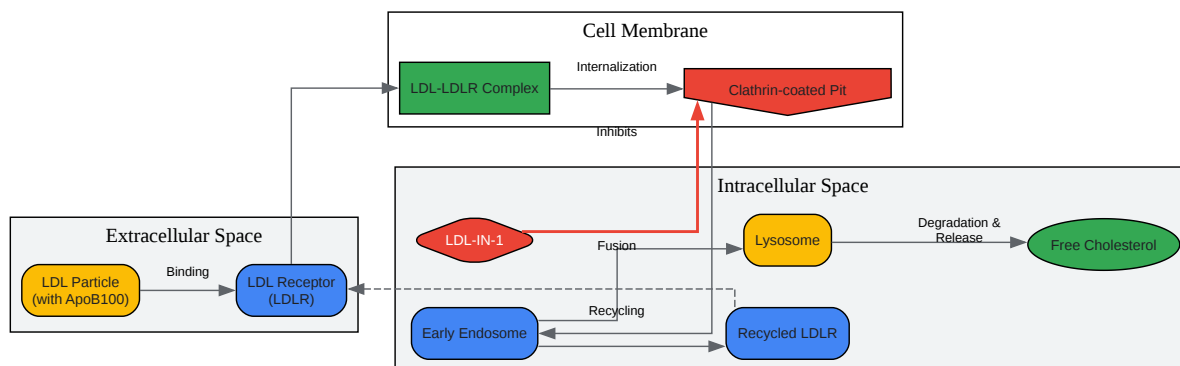 Cell Membrane
Internalization
LDL-LDLR Complex
Clathrin-coated Pit
Inhibits
Intracellular Space
Extracellular Space
LDL-IN-1
Fusion
Lysosome
Degradation &
Release
Free Cholesterol
LDL Particle
(with ApoB100)
Binding
LDL Receptor
(LDLR)
Recycling
Early Endosome
Recycled LDLR